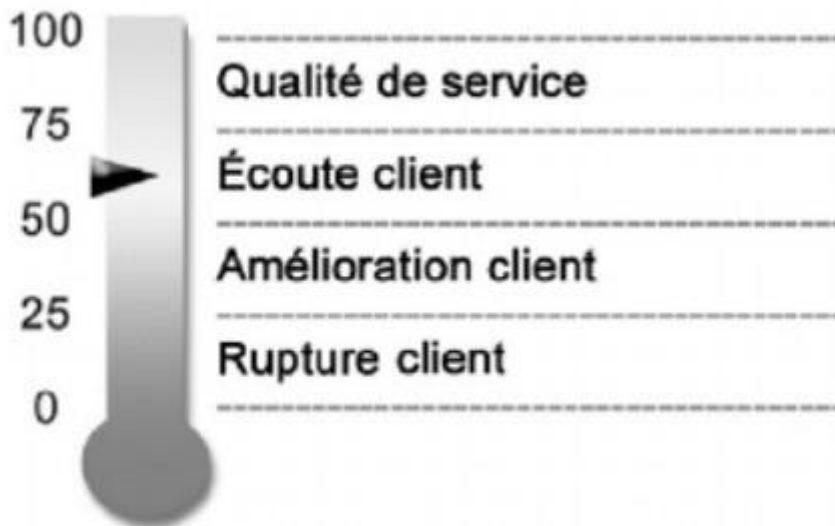 100
Qualité de service
75
Écoute client
50
Amélioration client
25
Rupture client
0